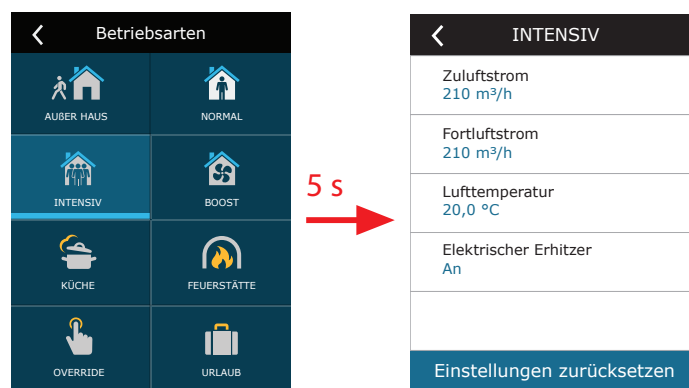 Betriebsarten
AUßER HAUS
NORMAL
INTENSIV
BOOST
KÜCHE
FEUERSTÄTTE
OVERRIDE
URLAUB
5 s
INTENSIV
Zuluftstrom
210 m³/h
Fortluftstrom
210 m³/h
Lufttemperatur
20,0 °C
Elektrischer Erhitzer
An
Einstellungen zurücksetzen